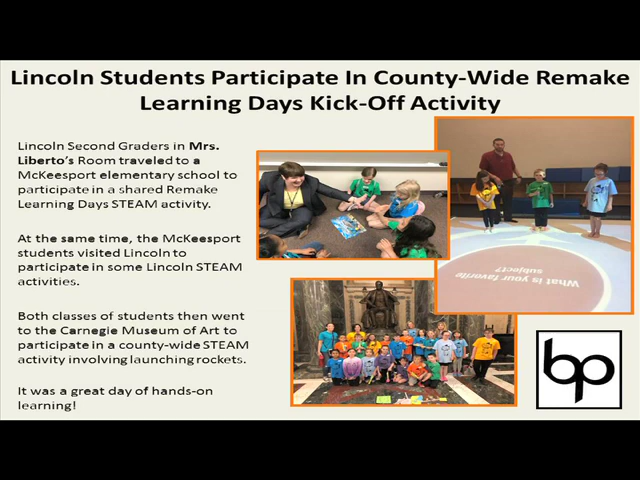 Lincoln Students Participate In County-Wide Remake
Learning Days Kick-Off Activity
Lincoln Second Graders in Mrs.
Liberto's Room traveled to a
McKeesport elementary school to
participate in a shared Remake
Learning Days STEAM activity.
At the same time, the McKeesport
students visited Lincoln to
participate in some Lincoln STEAM
activities.
Both classes of students then went
to the Carnegie Museum of Art to
participate in a county-wide STEAM
activity involving launching rockets.
It was a great day of hands-on
learning!
What is your favorite
subject?
bp